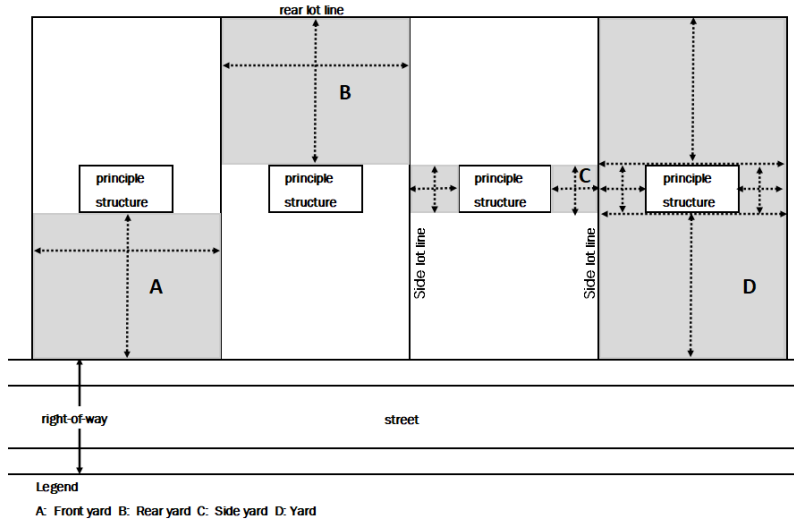 rear lot line
B
principle
structure
principle
structure
principle
structure
C
principle
structure
A
Side lot line
Side lot line
D
right-of-way
street
Legend
A: Front yard B: Rear yard C: Side yard D: Yard